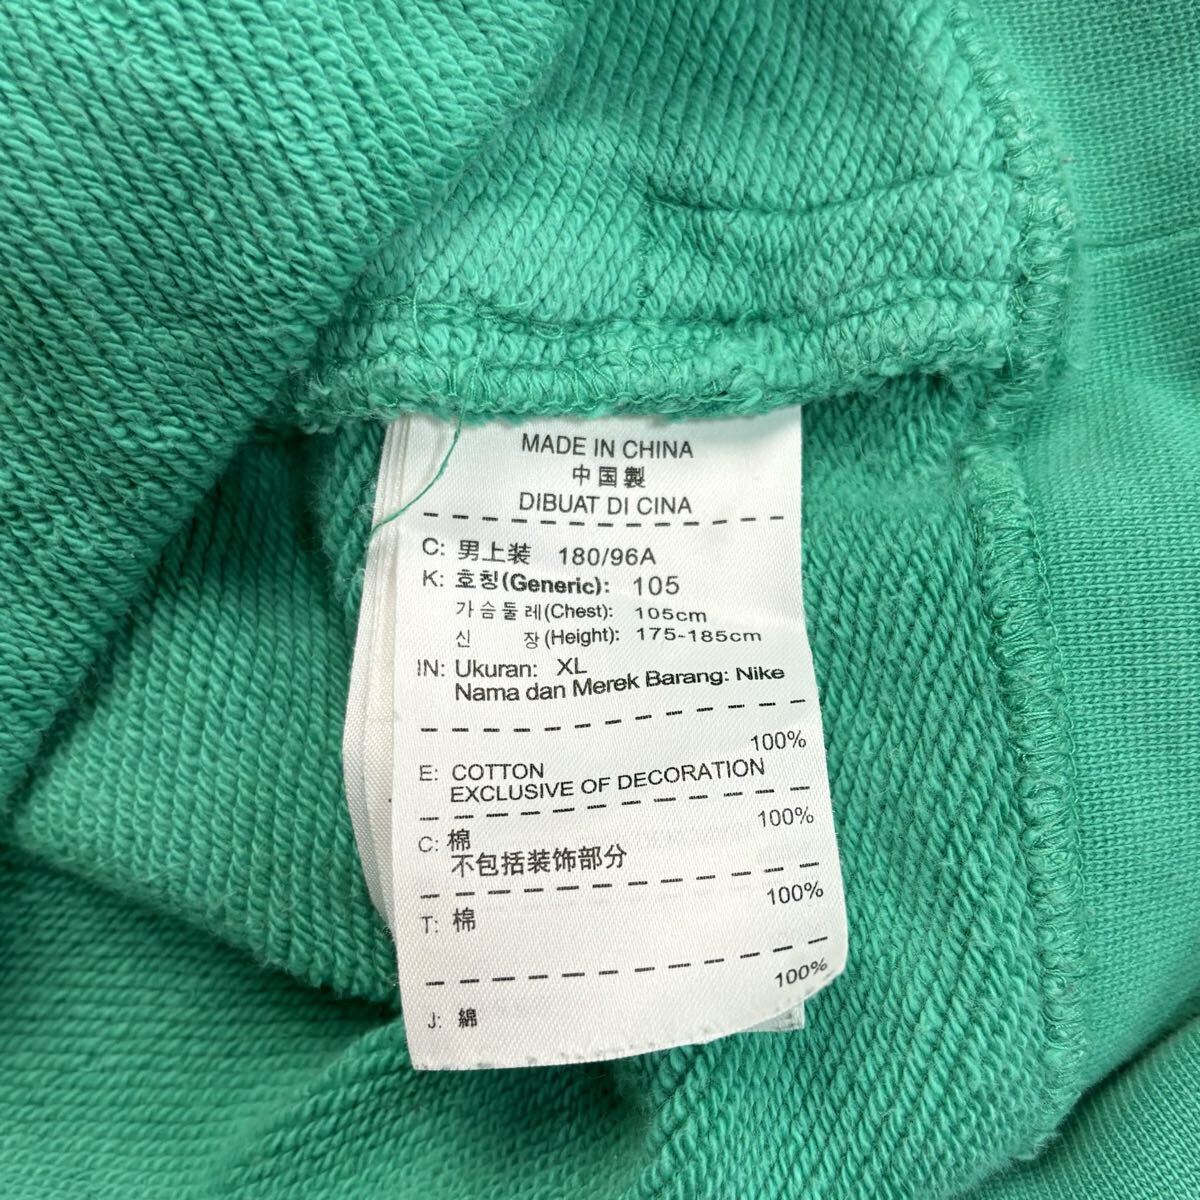 MADE IN CHINA
中国製
DIBUAT DI CINA
C: 男上装 180/96A
K: 호칭(Generic): 105
가슴둘레(Chest): 105cm
신 장(Height): 175-185cm
IN: Ukuran: XL
Nama dan Merek Barang: Nike
100%
E: COTTON
EXCLUSIVE OF DECORATION
100%
C: 棉
不包括装饰部分
100%
T: 棉
100%
J: 綿